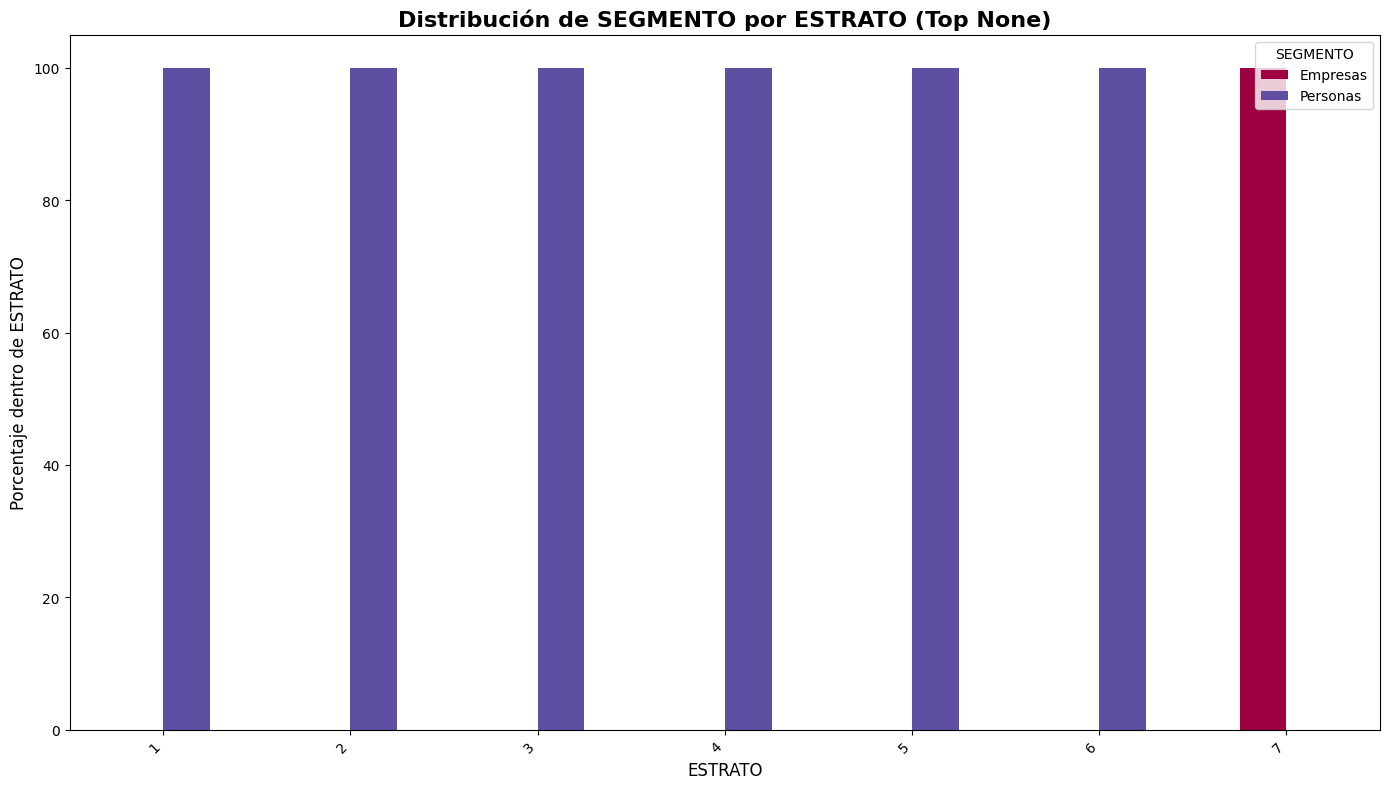 Distribución de SEGMENTO por ESTRATO (Top None)
SEGMENTO
Empresas
Personas
Porcentaje dentro de ESTRATO
100
80
60
40
20
0
1
2
3
4
5
6
7
ESTRATO